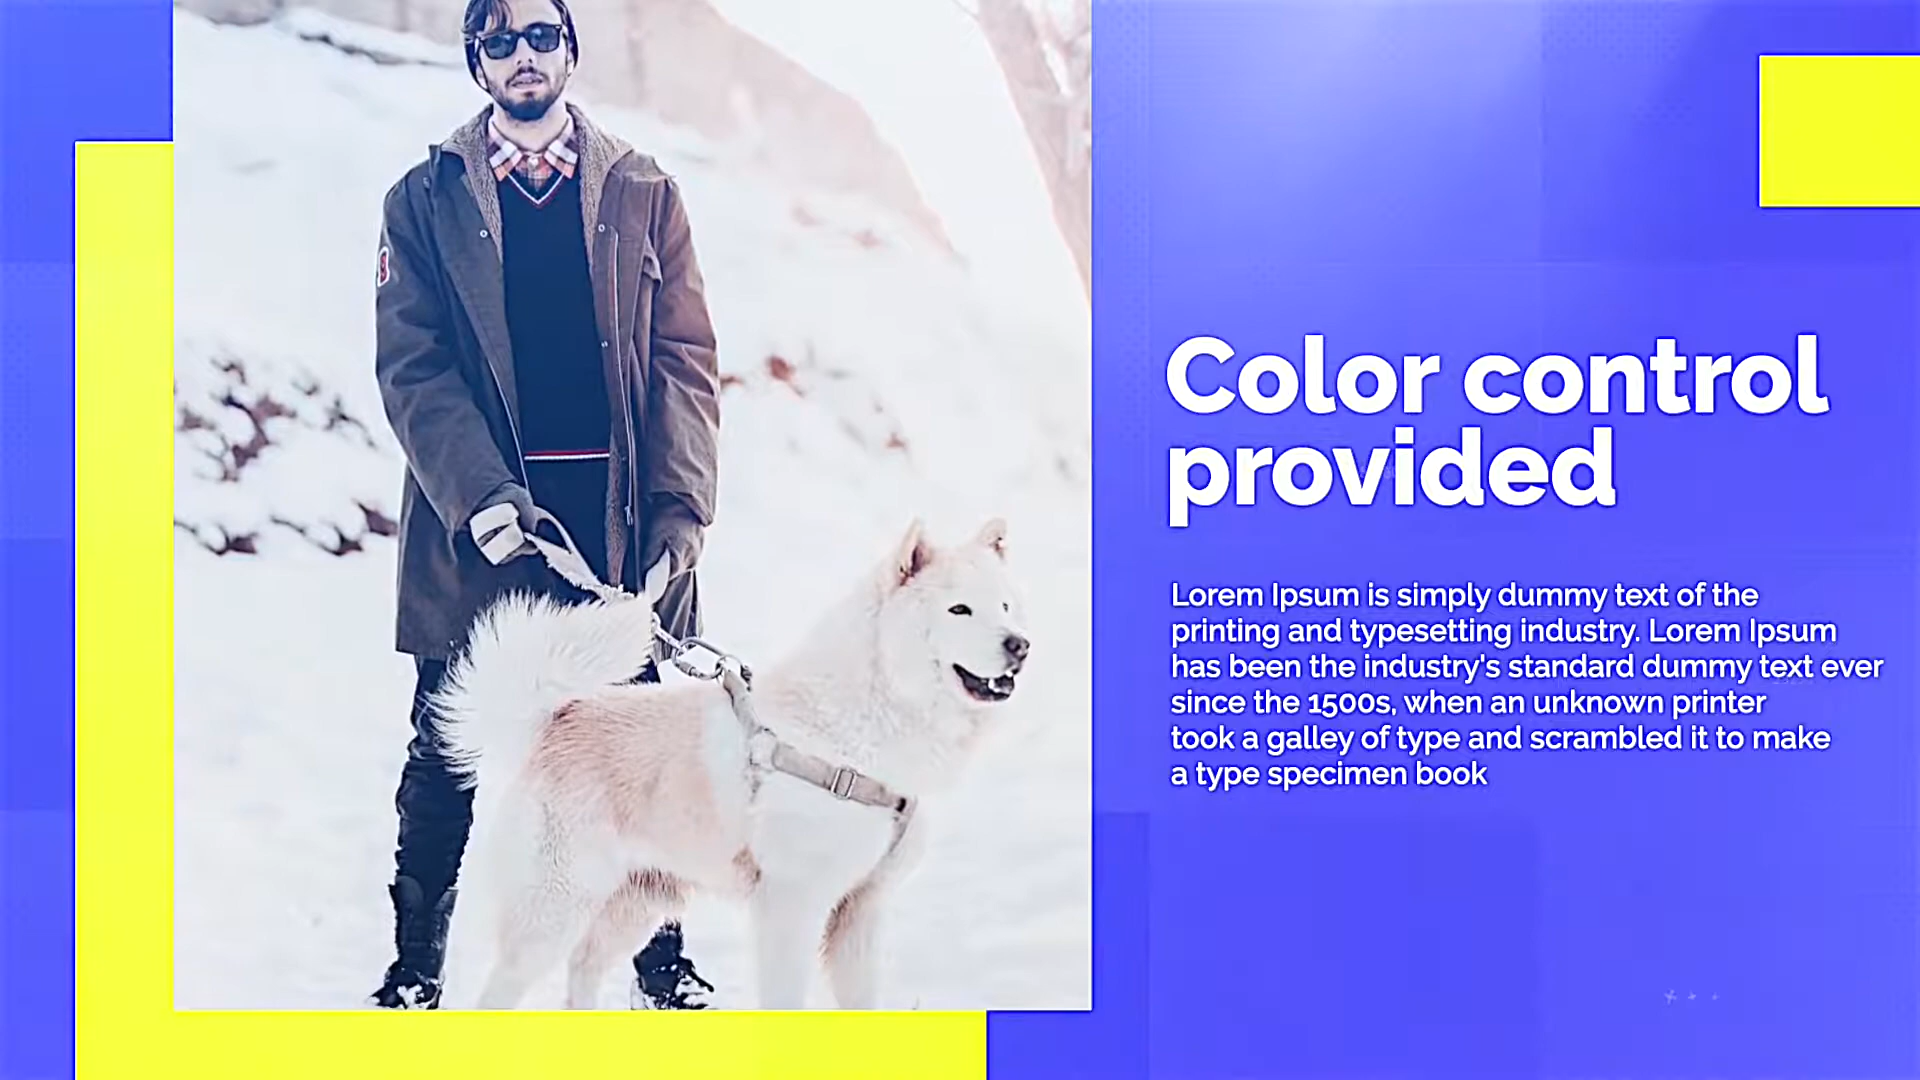 Color control
provided
Lorem Ipsum is simply dummy text of the
printing and typesetting industry. Lorem Ipsum
has been the industry's standard dummy text ever
since the 1500s, when an unknown printer
took a galley of type and scrambled it to make
a type specimen book